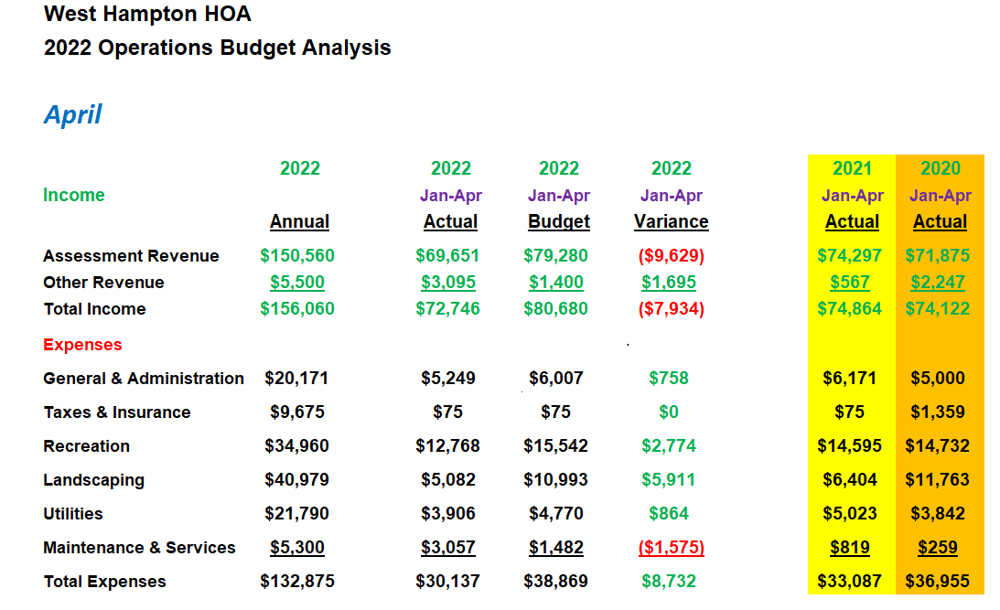 West Hampton HOA
2022 Operations Budget Analysis
April
2022 2022 2022 2022 2021 2020
Income Jan-Apr Jan-Apr Jan-Apr Jan-Apr Jan-Apr
Annual Actual Budget Variance Actual Actual
Assessment Revenue $150,560 $69,651 $79,280 ($9,629) $74,297 $71,875
Other Revenue $5,500 $3,095 $1,400 $1,695 $567 $2,247
Total Income $156,060 $72,746 $80,680 ($7,934) $74,864 $74,122
Expenses
General & Administration $20,171 $5,249 $6,007 $758 $6,171 $5,000
Taxes & Insurance $9,675 $75 $75 $0 $75 $1,359
Recreation $34,960 $12,768 $15,542 $2,774 $14,595 $14,732
Landscaping $40,979 $5,082 $10,993 $5,911 $6,404 $11,763
Utilities $21,790 $3,906 $4,770 $864 $5,023 $3,842
Maintenance & Services $5,300 $3,057 $1,482 ($1,575) $819 $259
Total Expenses $132,875 $30,137 $38,869 $8,732 $33,087 $36,955